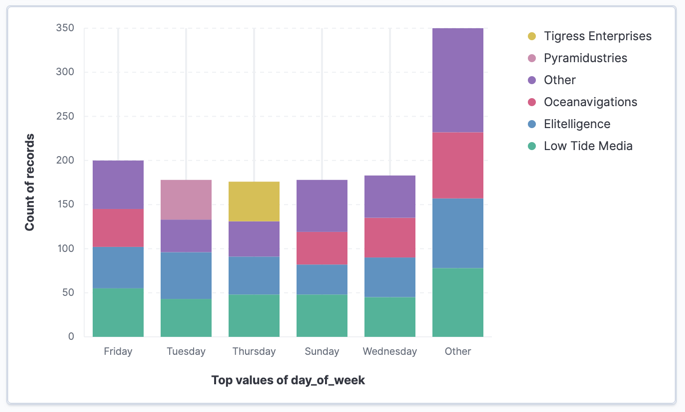 350
300
250
200
150
100
50
0
Count of records
Friday
Tuesday
Thursday
Sunday
Wednesday
Other
Top values of day_of_week
Tigress Enterprises
Pyramidustries
Other
Oceanavigations
Elitelligence
Low Tide Media